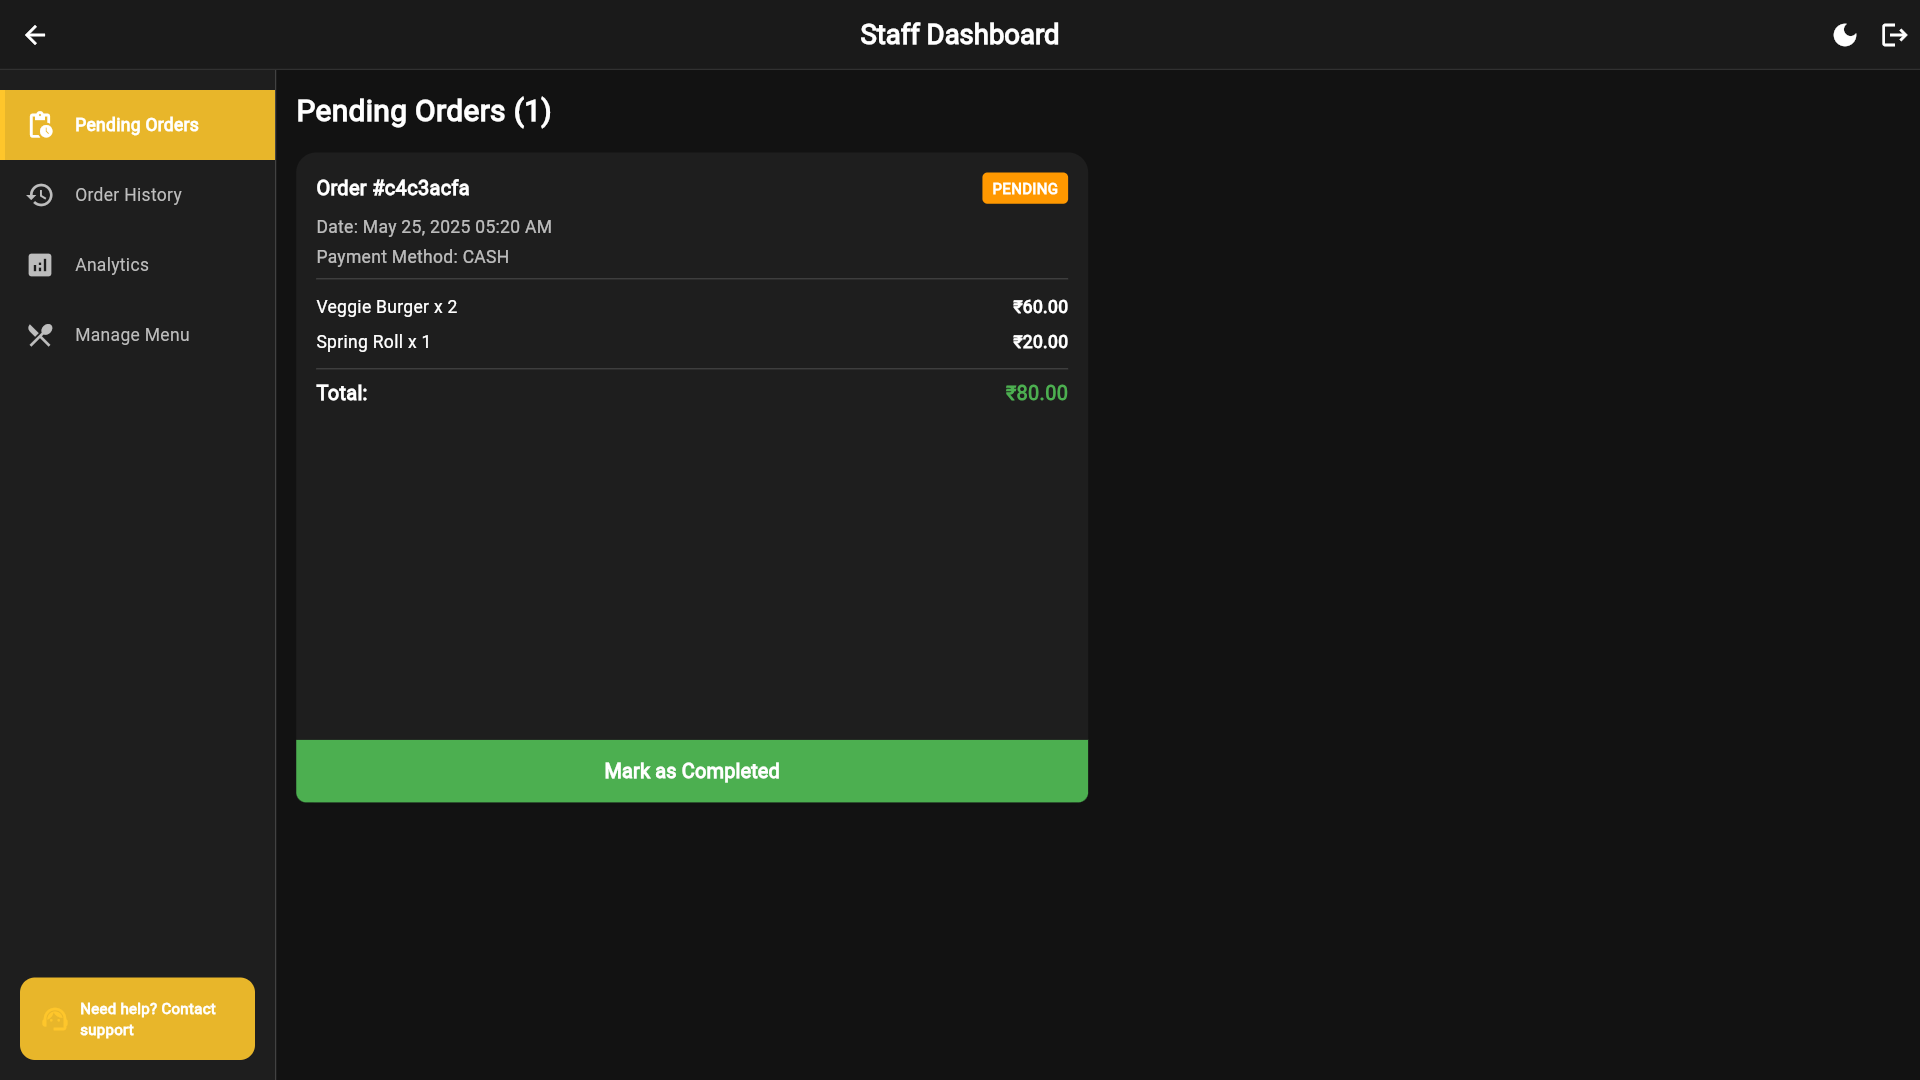 Staff Dashboard
Pending Orders
Order History
Analytics
Manage Menu
Need help? Contact
support
Pending Orders (1)
Order #c4c3acfa
PENDING
Date: May 25, 2025 05:20 AM
Payment Method: CASH
Veggie Burger x 2 ₹60.00
Spring Roll x 1 ₹20.00
Total: ₹80.00
Mark as Completed